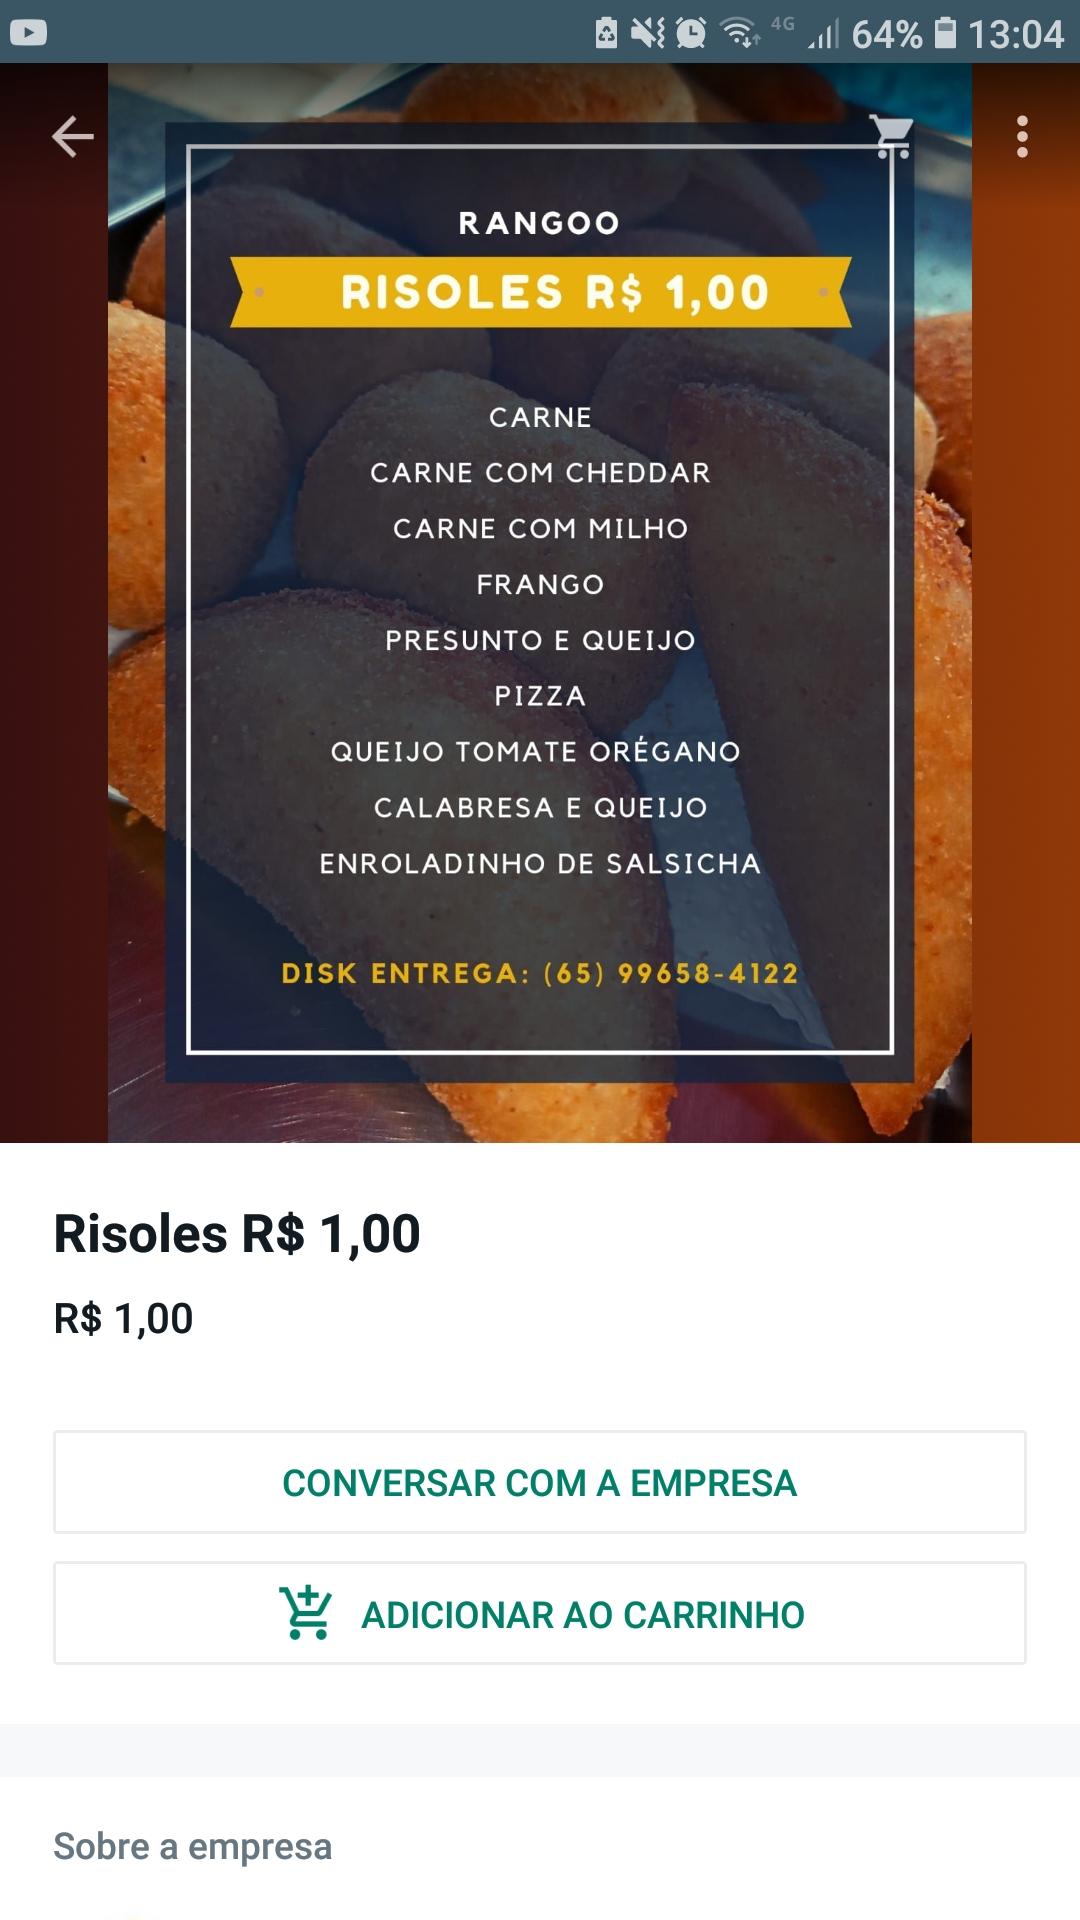 4G 64% 13:04
RANGOO
RISOLES R$ 1,00
CARNE
CARNE COM CHEDDAR
CARNE COM MILHO
FRANGO
PRESUNTO E QUEIJO
PIZZA
QUEIJO TOMATE ORÉGANO
CALABRESA E QUEIJO
ENROLADINHO DE SALSICHA
DISK ENTREGA: (65) 99658-4122
Risoles R$ 1,00
R$ 1,00
CONVERSAR COM A EMPRESA
ADICIONAR AO CARRINHO
Sobre a empresa